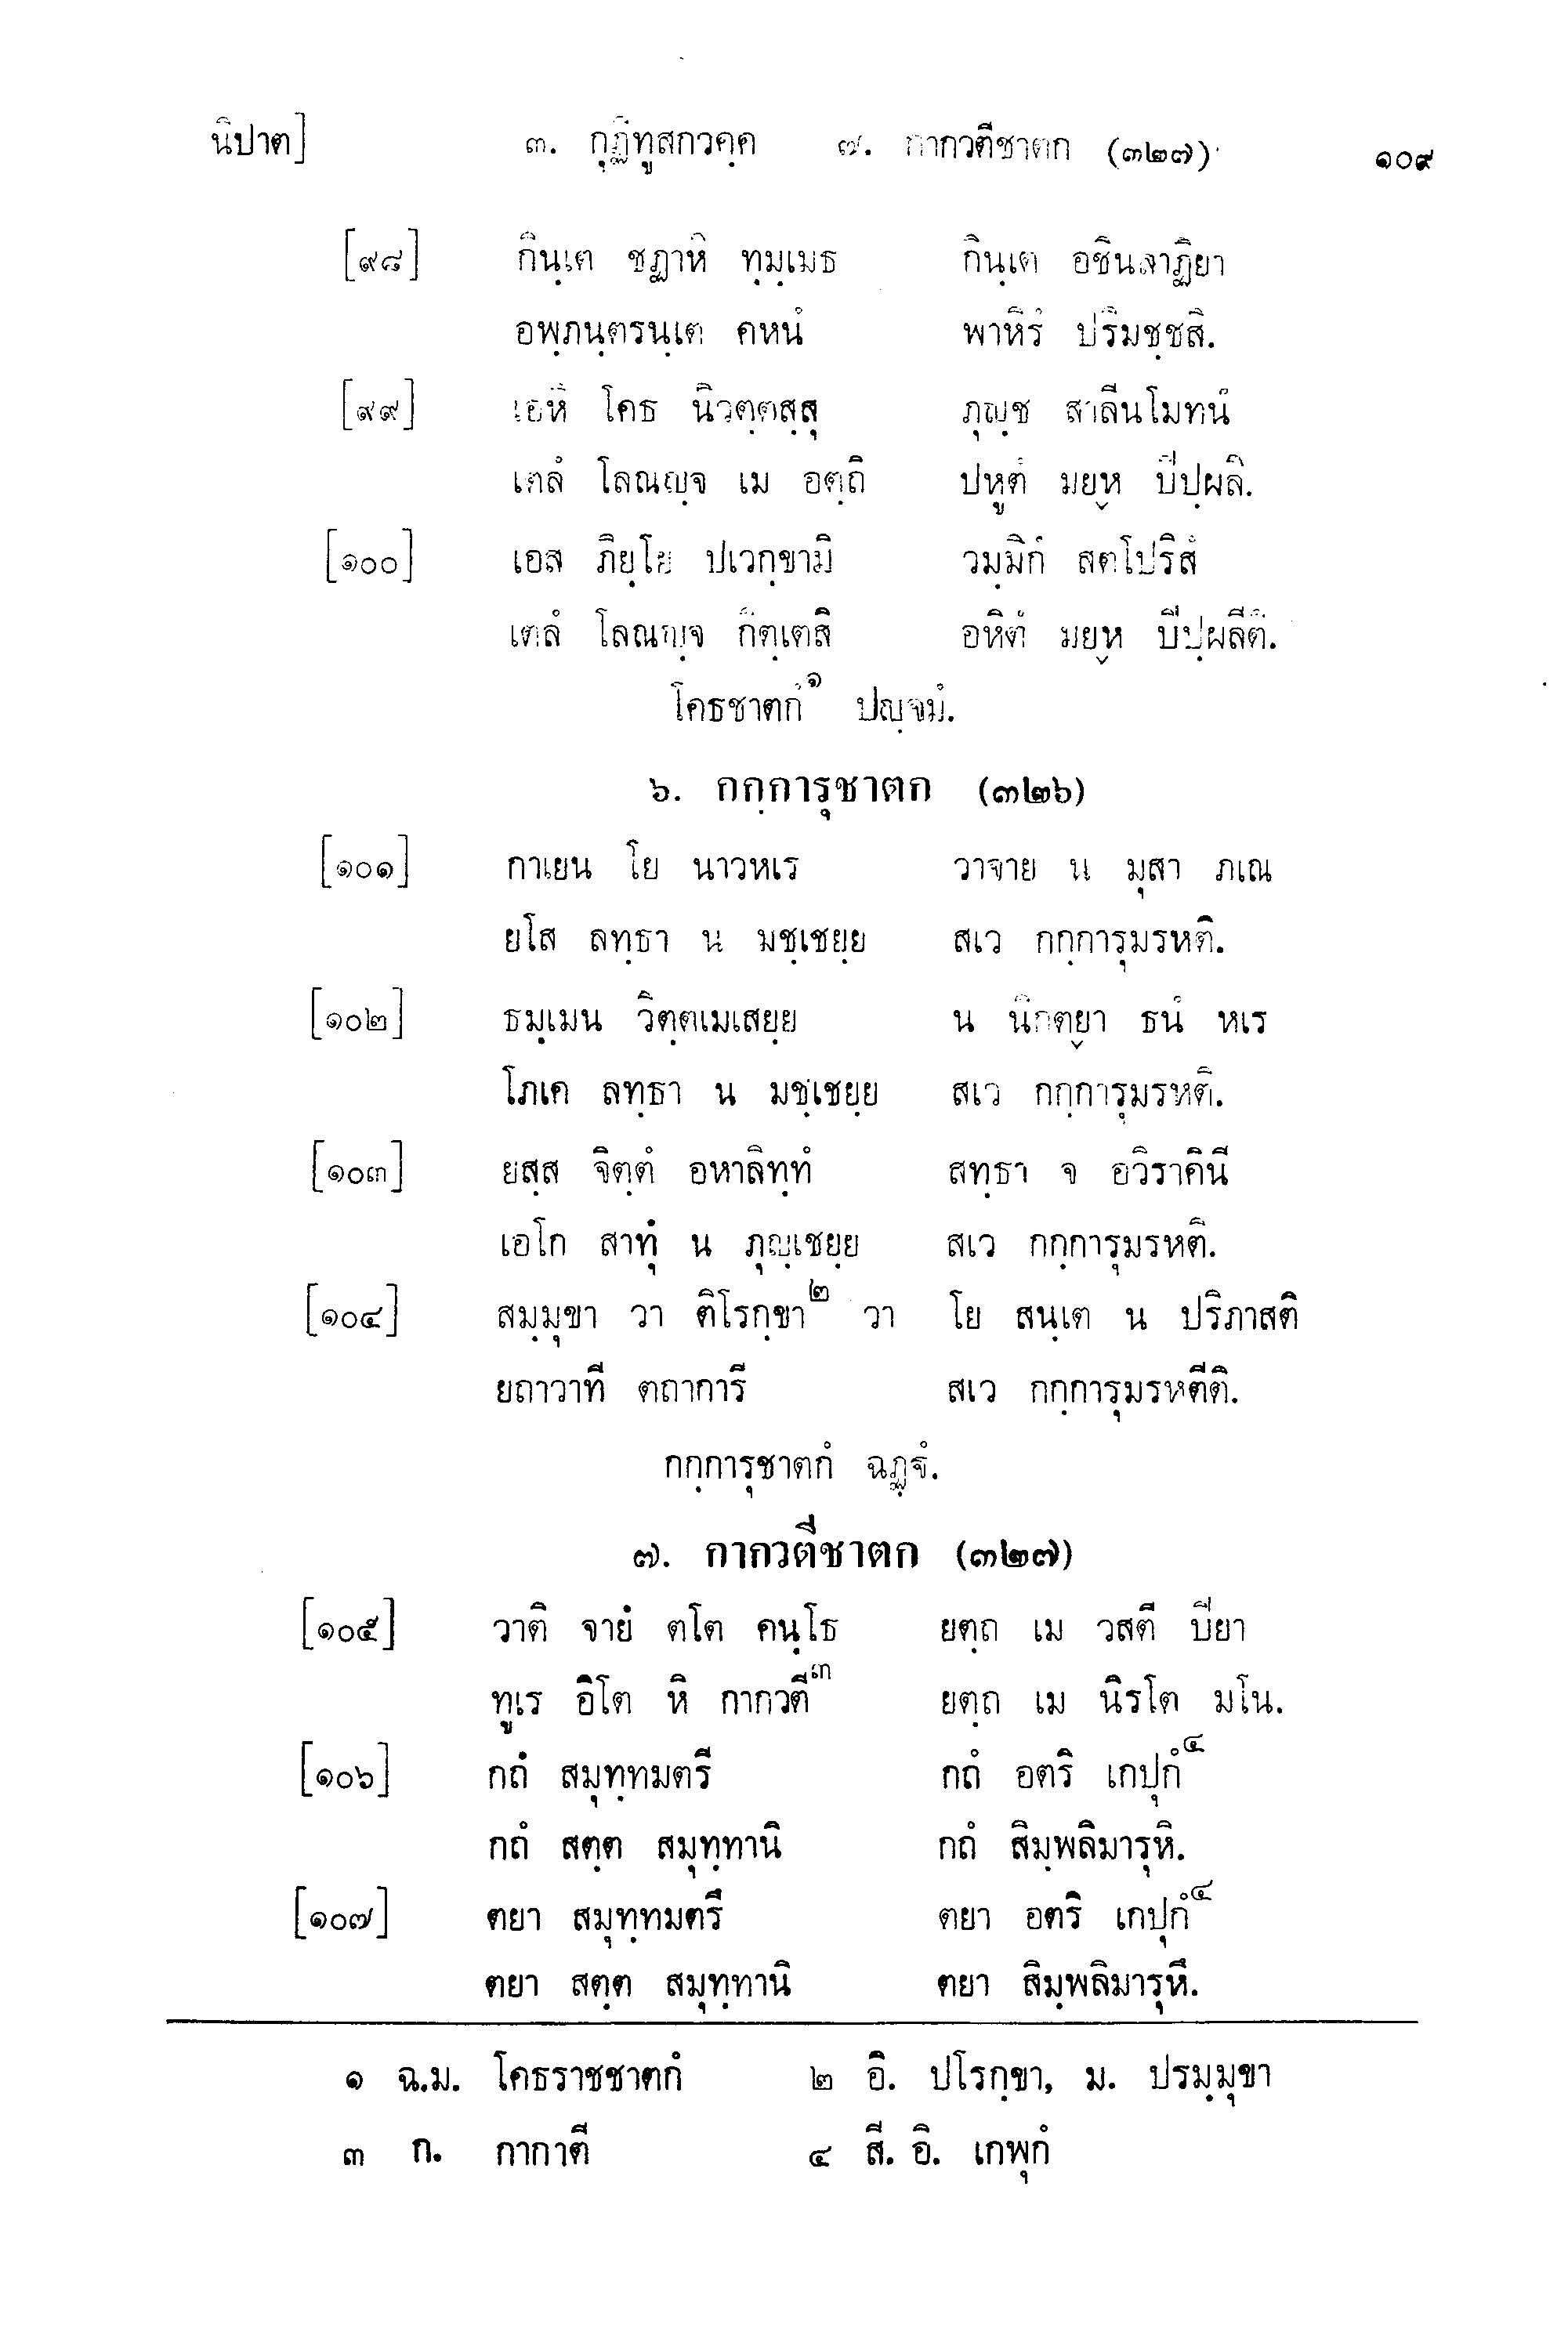 นิปาต] ๓. กุฏิทูสกวคฺค ๗. กากวตีชาตก (๓๒๗) ๑๐๙
[๙๘] กินฺเต ชฏาหิ ทุมฺเมธ กินฺเต อชินสาฏิยา
อพฺภนฺตรนฺเต คหนํ พาหิรํ ปริมชฺชสิ.
[๙๙] เอหิ โคธ นิวตฺตสฺสุ ภุญฺช สาลีนโมทนํ
เตลํ โลณญฺจ เม อตฺถิ ปหูตํ มยฺห ปิปฺผลิ.
[๑๐๐] เอส ภิยฺโย ปเวกฺขามิ วมฺมิกํ สตโปริสํ
เตลํ โลณญฺจ กิตฺเตสิ อหิตํ มยฺห ปิปฺผลีติ.
โคธชาตกํ๑ ปญฺจมํ.
๖. กกฺการุชาตก (๓๒๖)
[๑๐๑] กาเยน โย นาวหเร วาจาย น มุสา ภเณ
ยโส ลทฺธา น มชฺเชยฺย สเว กกฺการุมรหติ.
[๑๐๒] ธมฺเมน วิตฺตเมเสยฺย น นิกตฺยา ธนํ หเร
โภเค ลทฺธา น มชฺเชยฺย สเว กกฺการุมรหติ.
[๑๐๓] ยสฺส จิตฺตํ อหาลิทฺทํ สทฺธา จ อวิราคินี
เอโก สาทุํ น ภุญฺเชยฺย สเว กกฺการุมรหติ.
[๑๐๔] สมฺมุขา วา ติโรกฺขา๒ วา โย สนฺเต น ปริภาสติ
ยถาวาที ตถาการี สเว กกฺการุมรหตีติ.
กกฺการุชาตกํ ฉฏฺฐํ.
๗. กากวตีชาตก (๓๒๗)
[๑๐๕] วาติ จายํ ตโต คนฺโธ ยตฺถ เม วสตี ปิยา
ทูเร อิโต หิ กากวตี๓ ยตฺถ เม นิรโต มโน.
[๑๐๖] กถํ สมุทฺทมตรี กถํ อตริ เกปุกํ๔
กถํ สตฺต สมุทฺทานิ กถํ สิมฺพลิมารุหิ.
[๑๐๗] ตยา สมุทฺทมตรึ ตยา อตริ เกปุกํ๔
ตยา สตฺต สมุทฺทานิ ตยา สิมฺพลิมารุหึ.
๑ ฉ.ม. โคธราชชาตกํ ๒ อิ. ปโรกฺขา, ม. ปรมฺมุขา
๓ ก. กากาตี ๔ สี. อิ. เกพุกํ